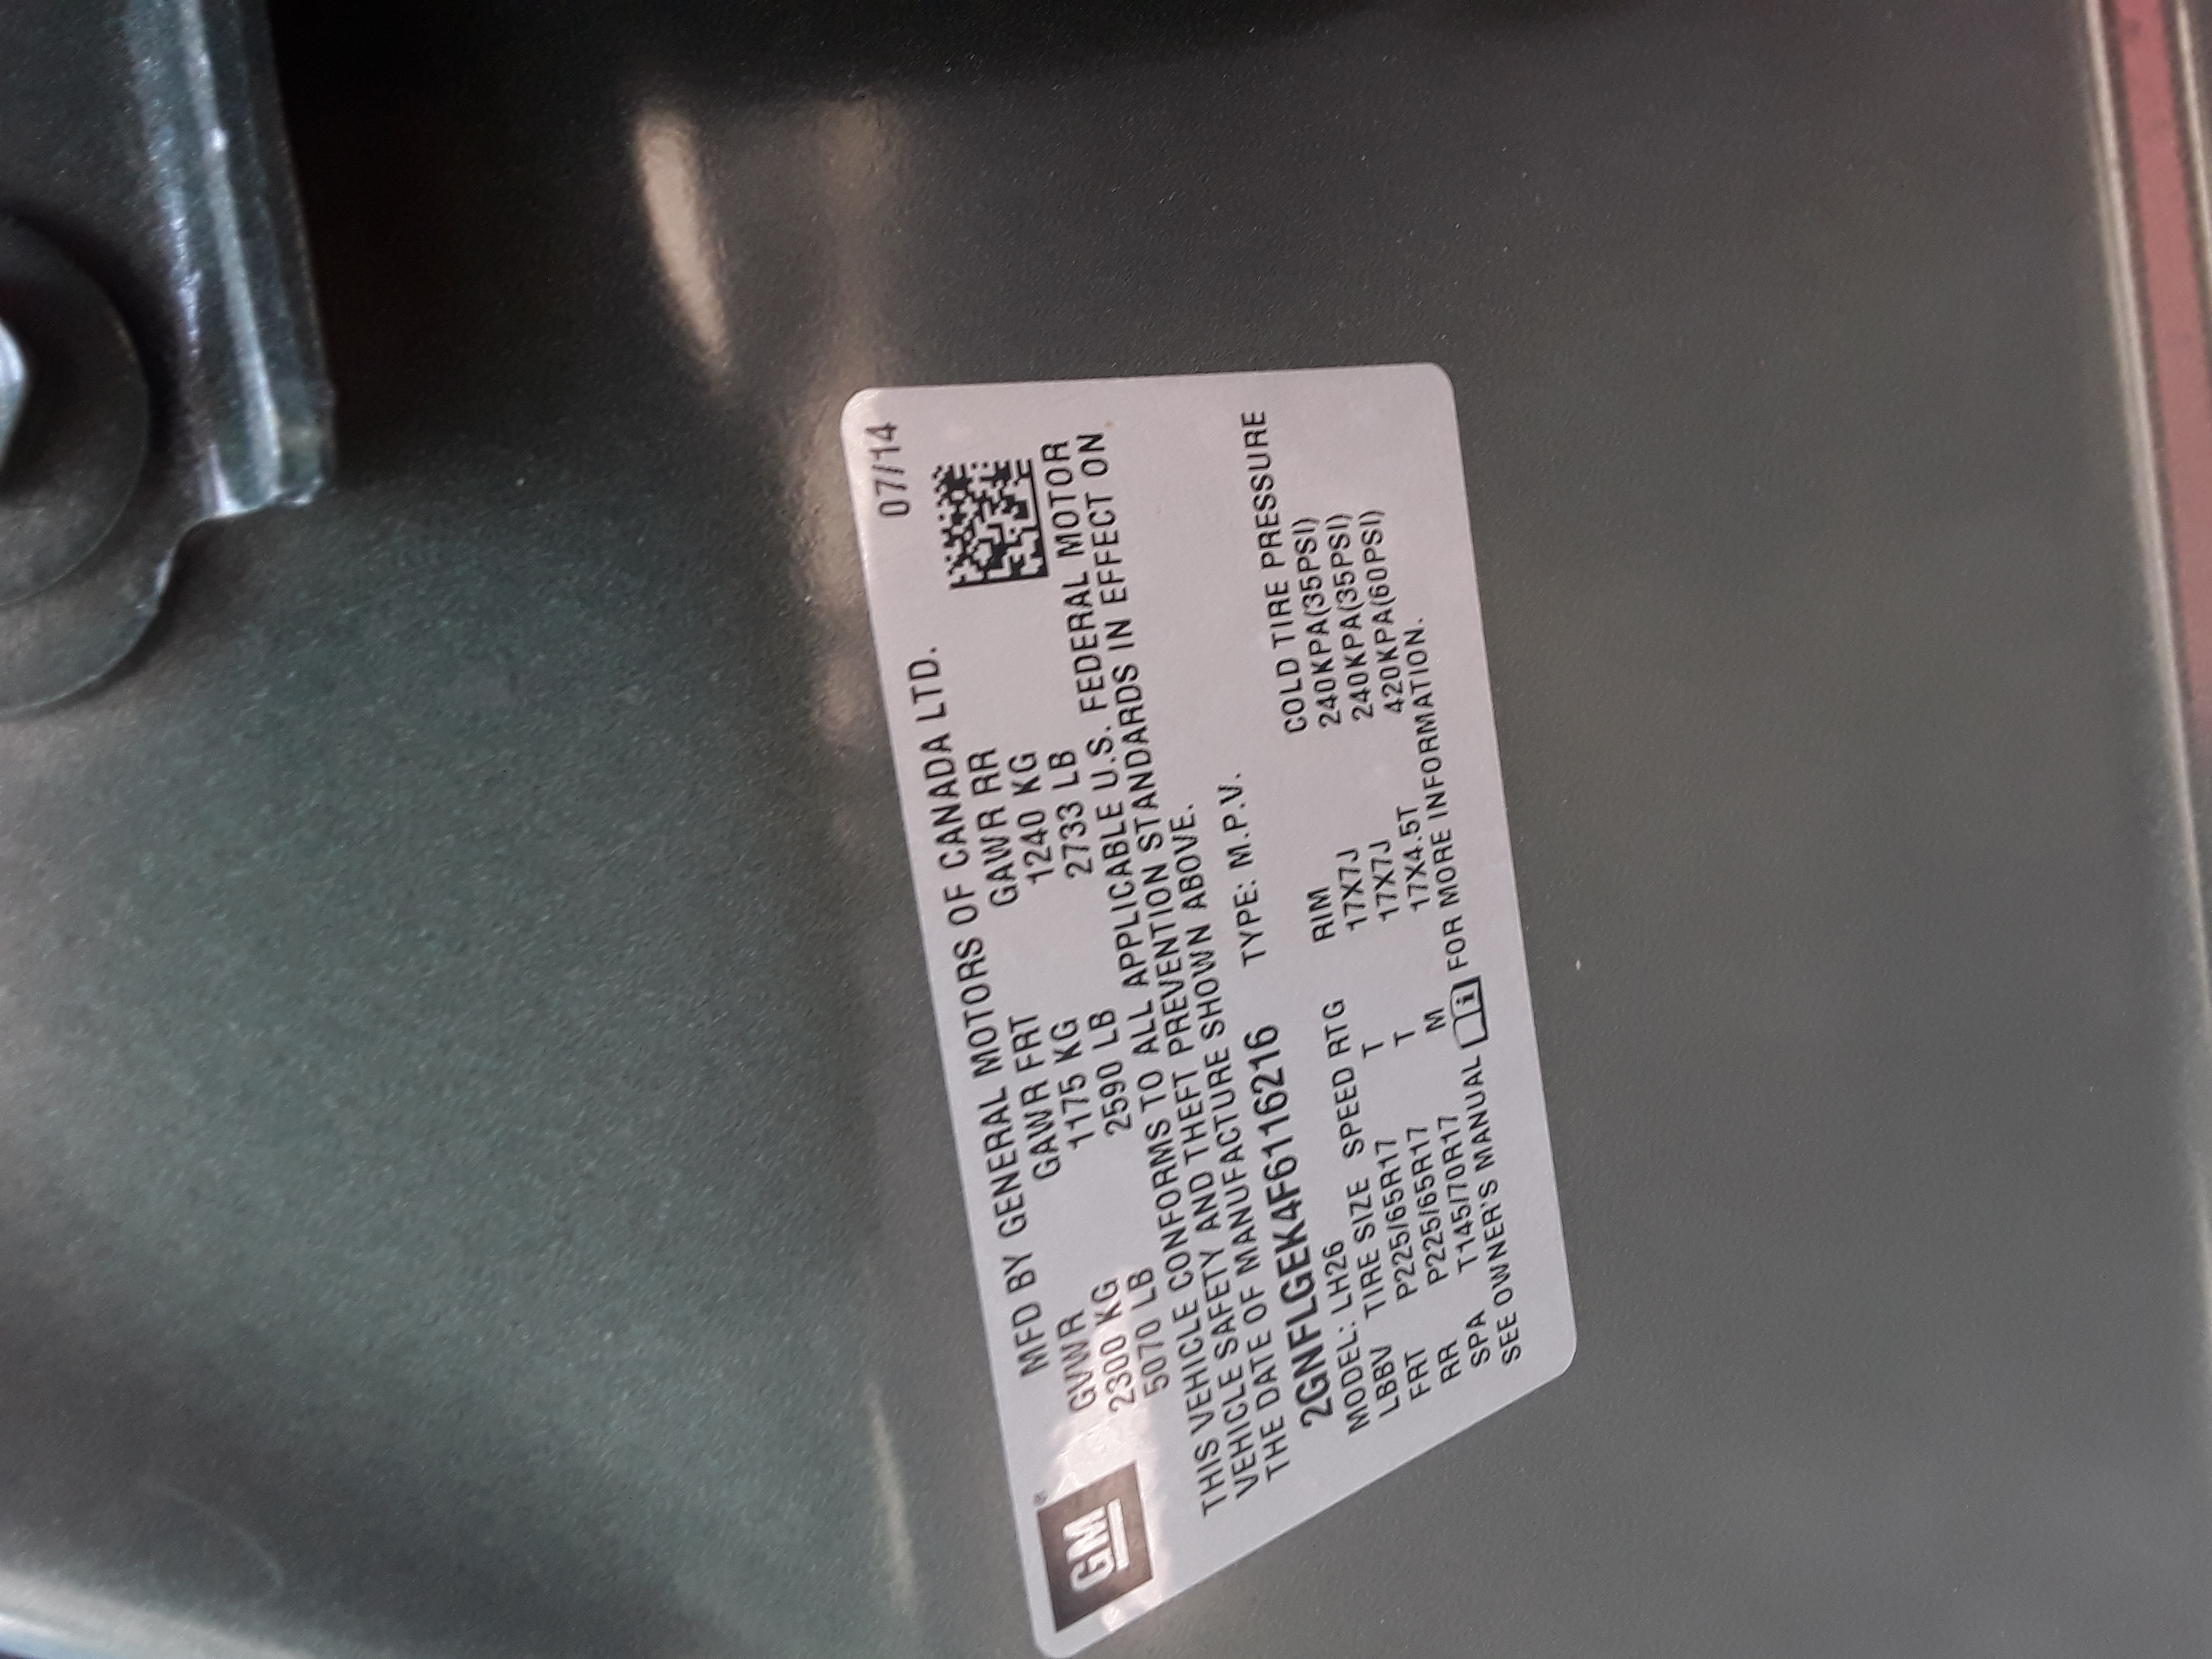 07/14
GM®
MFD BY GENERAL MOTORS OF CANADA LTD.
GVWR GAWR FRT GAWR RR
2300 KG 1175 KG 1240 KG
5070 LB 2590 LB 2733 LB
THIS VEHICLE CONFORMS TO ALL APPLICABLE U.S. FEDERAL MOTOR
VEHICLE SAFETY AND THEFT PREVENTION STANDARDS IN EFFECT ON
THE DATE OF MANUFACTURE SHOWN ABOVE.
2GNFLGEK4F6116216 TYPE: M.P.V.
MODEL: LH26
LBBV TIRE SIZE SPEED RTG RIM COLD TIRE PRESSURE
FRT P225/65R17 T 17X7J 240KPA(35PSI)
RR P225/65R17 T 17X7J 240KPA(35PSI)
SPA T145/70R17 M 17X4.5T 420KPA(60PSI)
SEE OWNER'S MANUAL i FOR MORE INFORMATION.